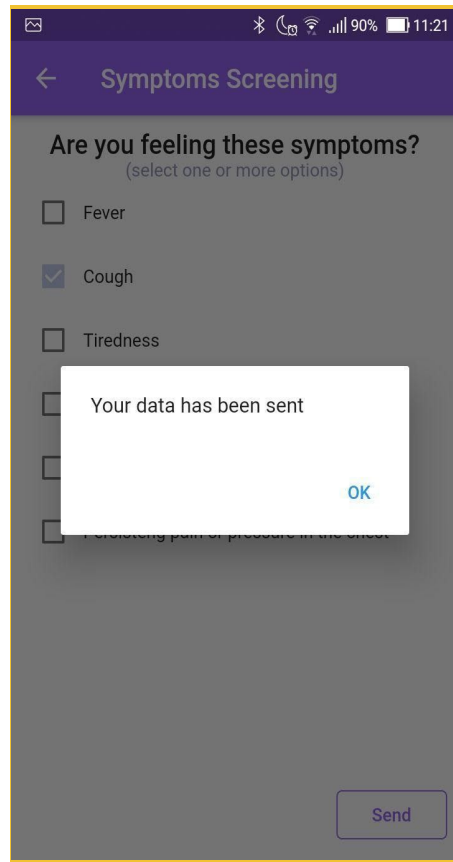 90% 11:21
Symptoms Screening
Are you feeling these symptoms?
(select one or more options)
Fever
Cough
Tiredness
Your data has been sent
OK
Persisteng pain or pressure in the chest
Send